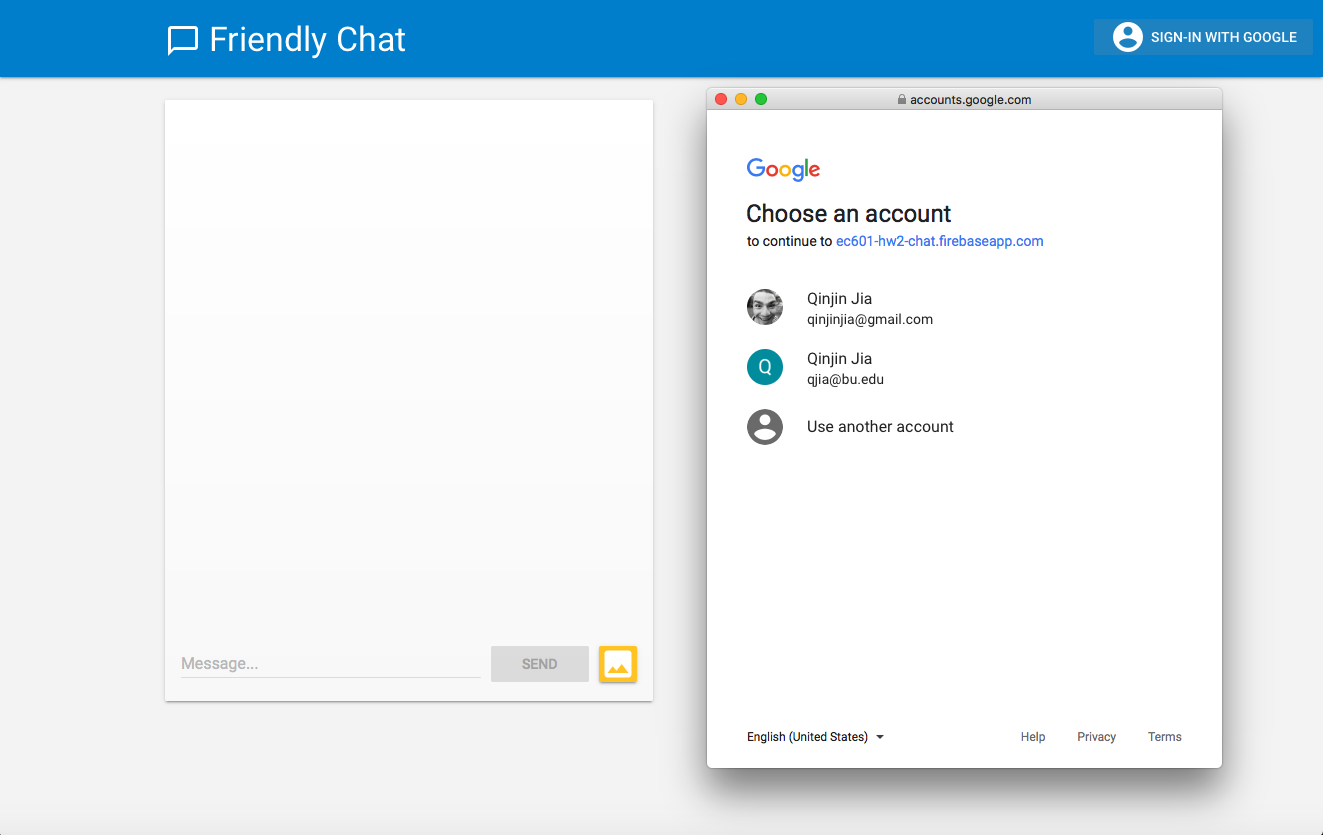 Friendly Chat
SIGN-IN WITH GOOGLE
Message...
SEND
accounts.google.com
Google
Choose an account
to continue to ec601-hw2-chat.firebaseapp.com
Qinjin Jia
qinjinjia@gmail.com
Q
Qinjin Jia
qjia@bu.edu
Use another account
English (United States)
Help Privacy Terms